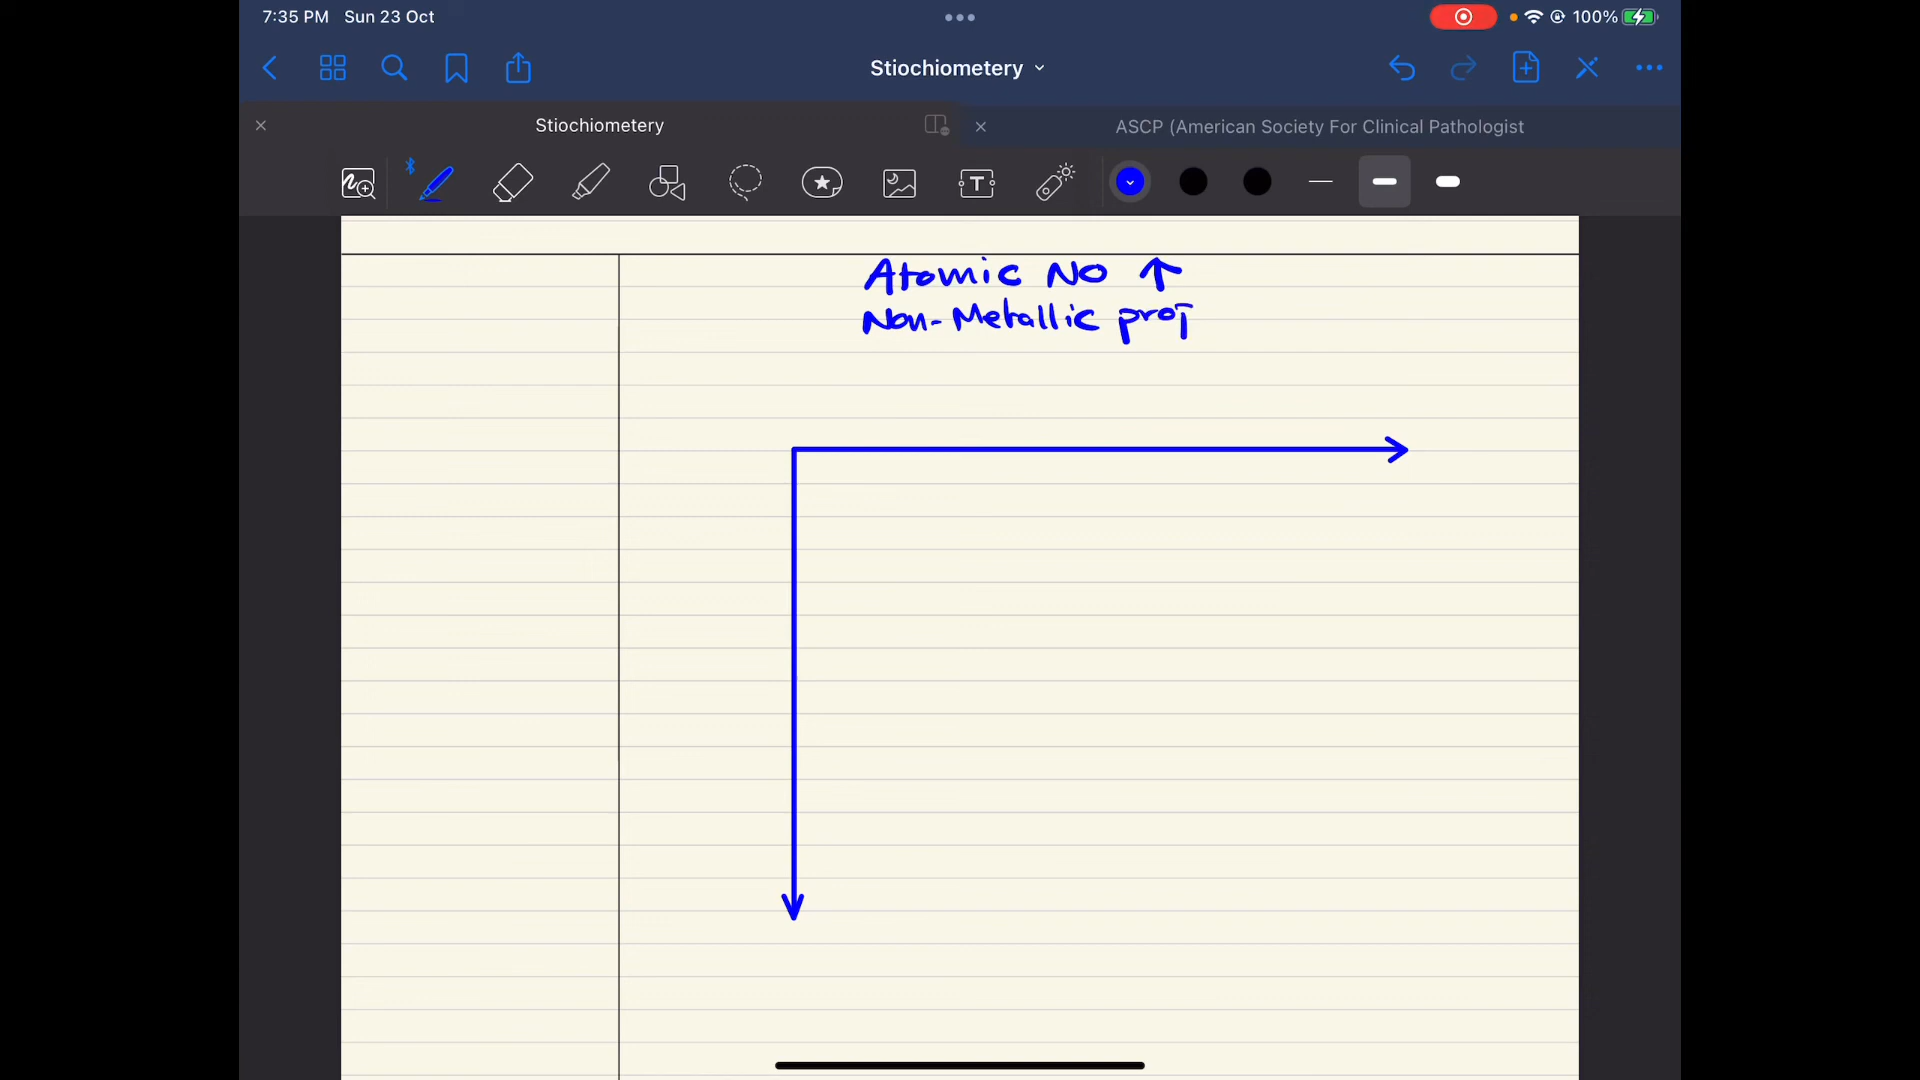 7:35 PM Sun 23 Oct
100%
Stiochiometery
Stiochiometery
ASCP (American Society For Clinical Pathologist
T
Atomic NO ↑
Non-Metallic prop